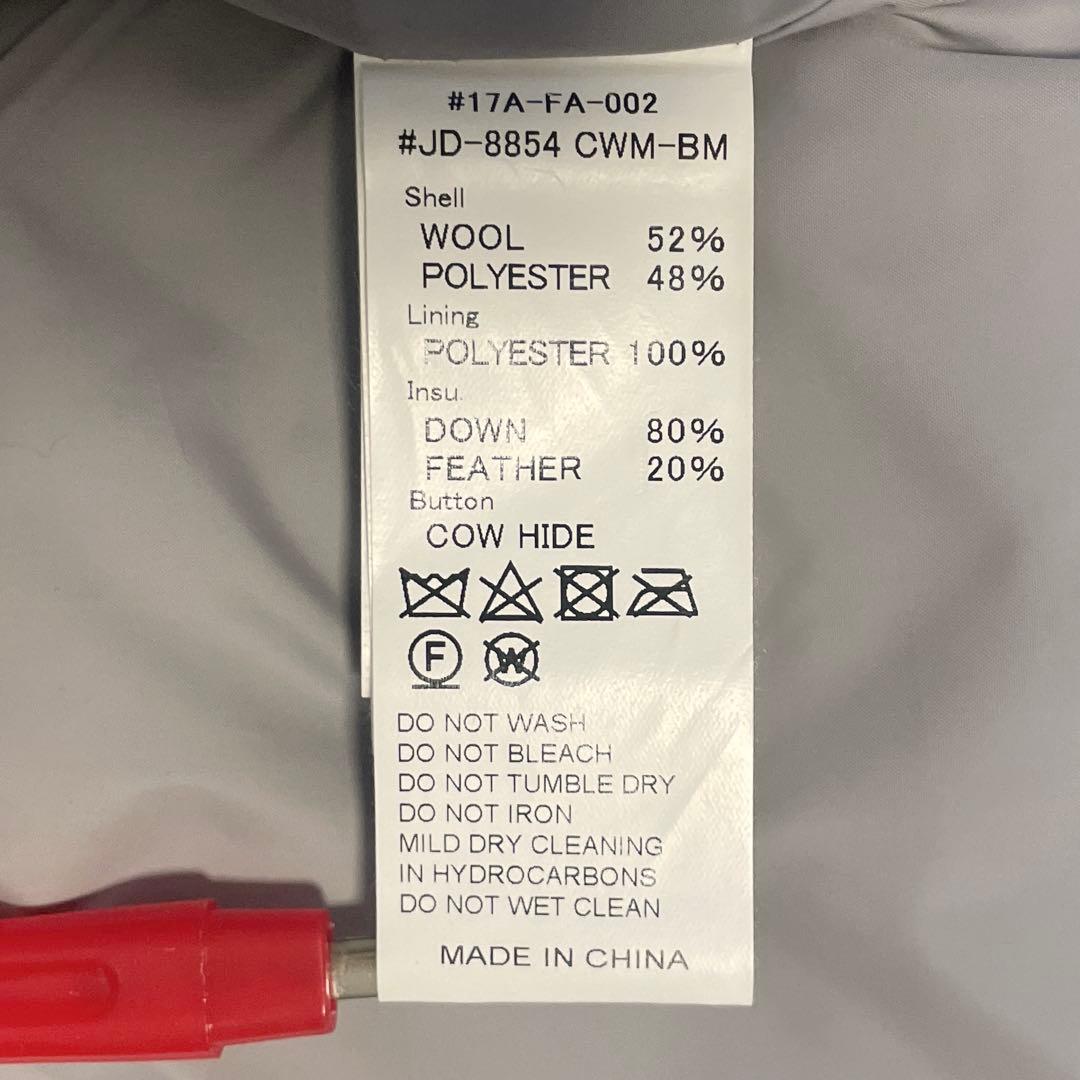 #17A-FA-002
#JD-8854 CWM-BM
Shell
WOOL 52%
POLYESTER 48%
Lining
POLYESTER 100%
Insu.
DOWN 80%
FEATHER 20%
Button
COW HIDE
F W
DO NOT WASH
DO NOT BLEACH
DO NOT TUMBLE DRY
DO NOT IRON
MILD DRY CLEANING
IN HYDROCARBONS
DO NOT WET CLEAN
MADE IN CHINA